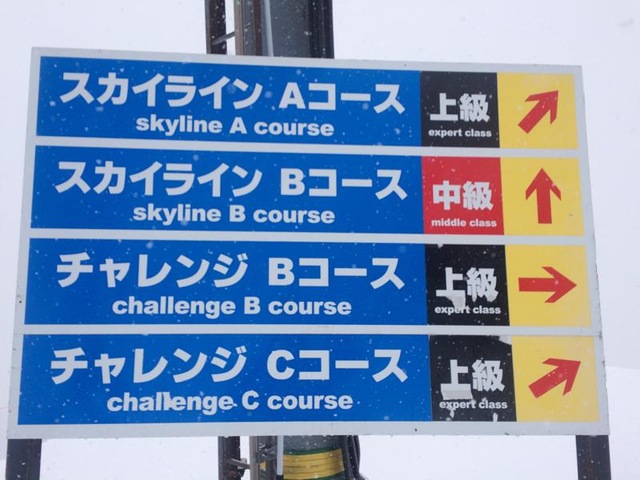 スカイライン Aコース 上級
skyline A course expert class
スカイライン Bコース 中級
skyline B course middle class
チャレンジ Bコース 上級
challenge B course expert class
チャレンジ Cコース 上級
challenge C course expert class